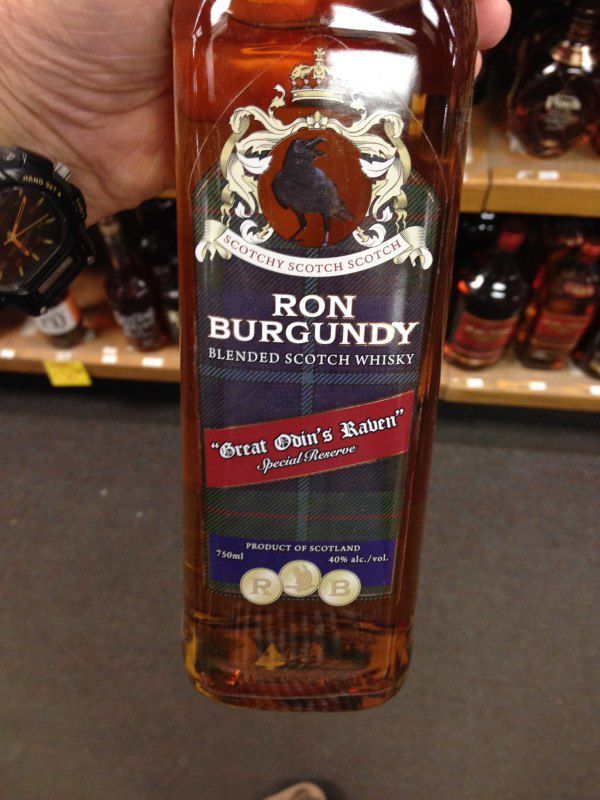 SCOTCHY SCOTCH SCOTCH
RON
BURGUNDY
BLENDED SCOTCH WHISKY
"Great Odin's Raven"
Special Reserve
PRODUCT OF SCOTLAND
750ml 40% alc./vol.
R B